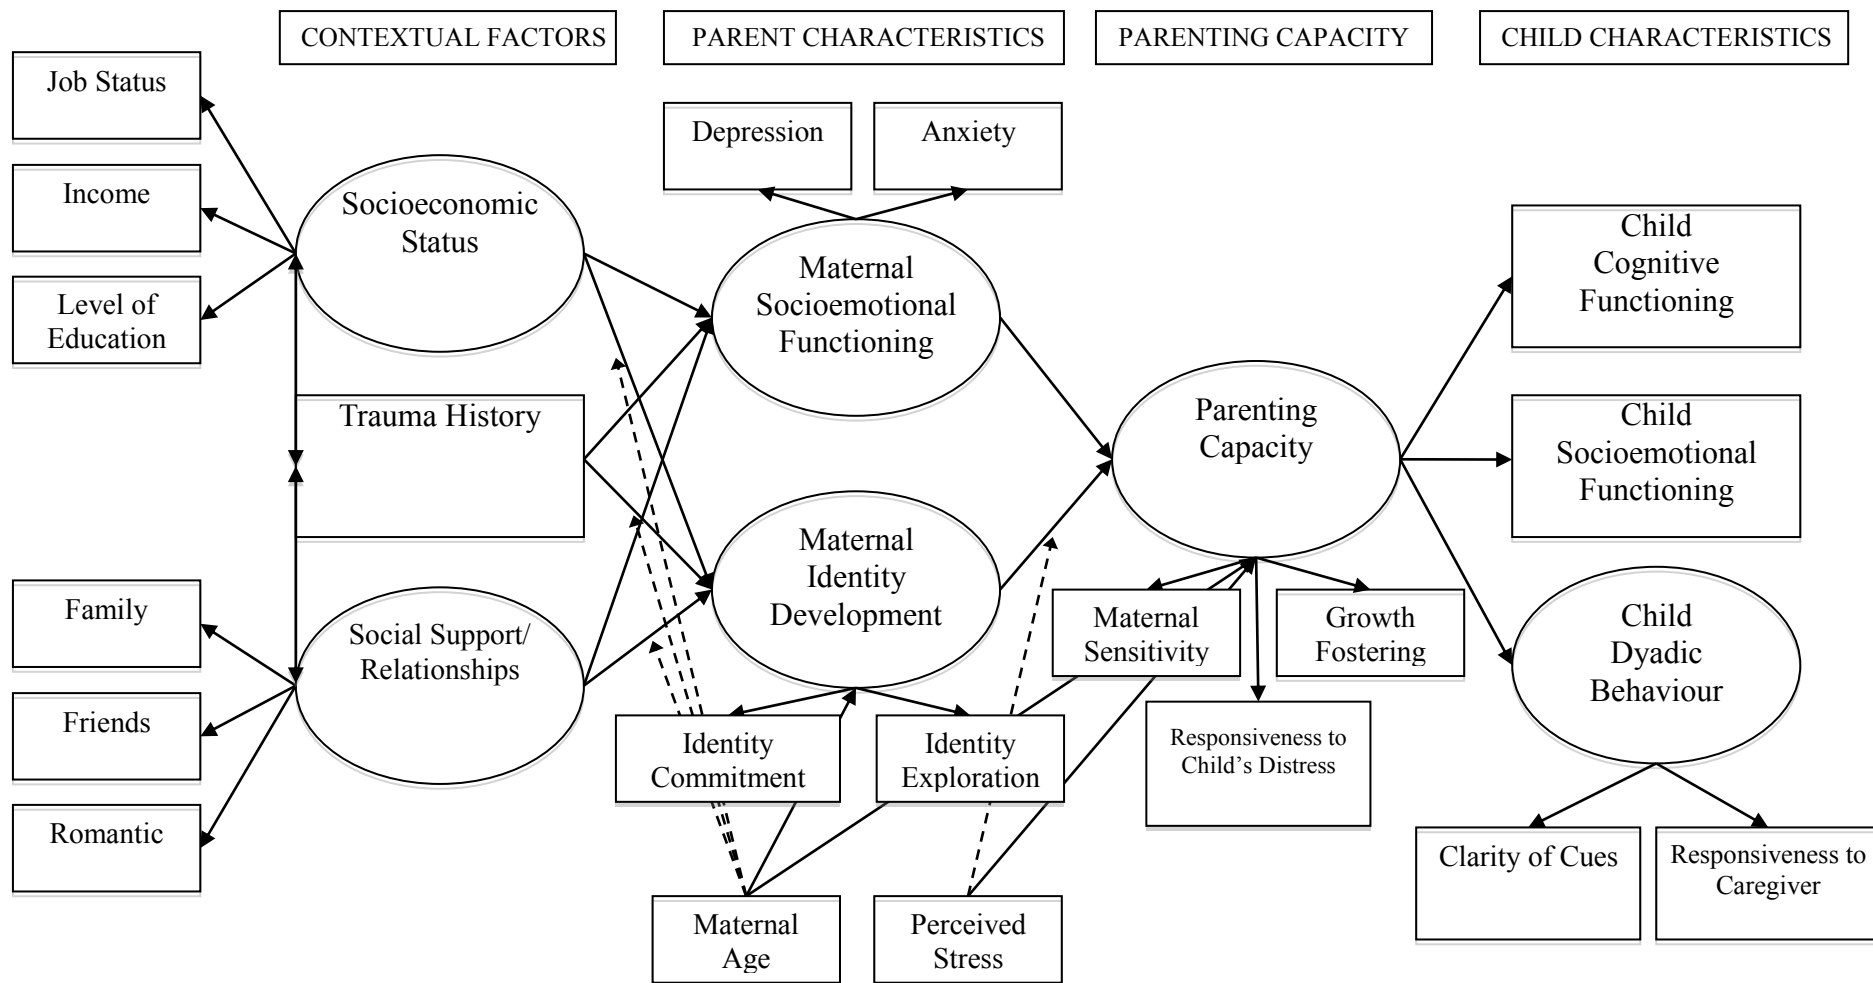 CONTEXTUAL FACTORS
PARENT CHARACTERISTICS
PARENTING CAPACITY
CHILD CHARACTERISTICS
Job Status
Income
Level of
Education
Socioeconomic
Status
Trauma History
Family
Friends
Romantic
Social Support/
Relationships
Depression
Anxiety
Maternal
Socioemotional
Functioning
Maternal
Identity
Development
Identity
Commitment
Identity
Exploration
Maternal
Age
Perceived
Stress
Parenting
Capacity
Maternal
Sensitivity
Growth
Fostering
Responsiveness to
Child’s Distress
Child
Cognitive
Functioning
Child
Socioemotional
Functioning
Child
Dyadic
Behaviour
Clarity of Cues
Responsiveness to
Caregiver